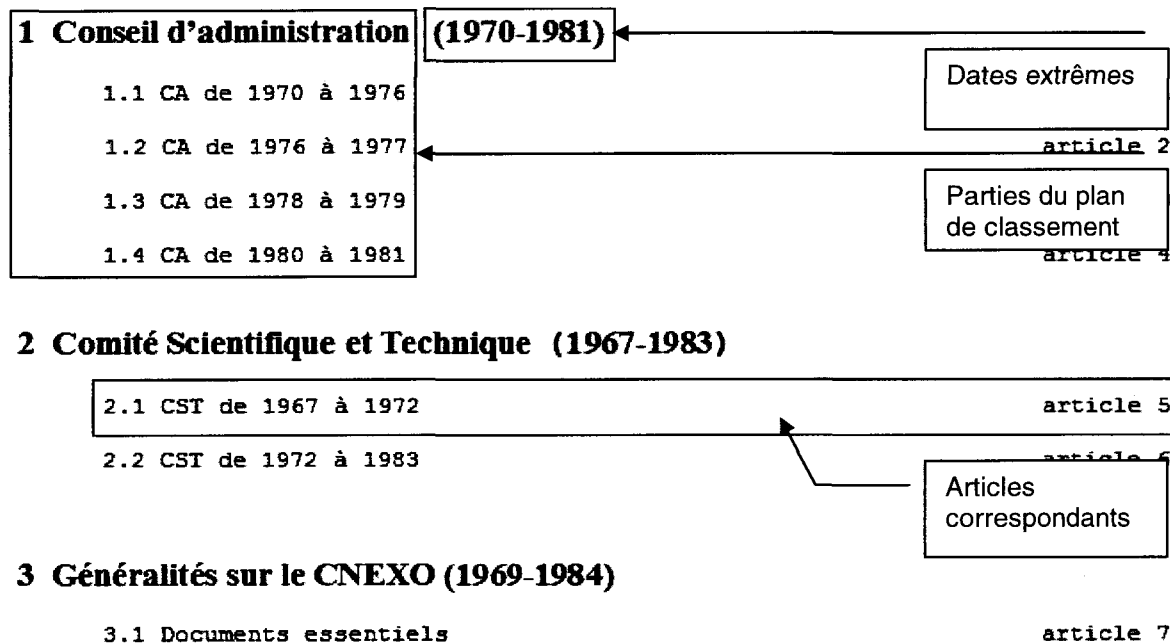 1 Conseil d'administration (1970-1981)
Dates extrêmes
1.1 CA de 1970 à 1976
1.2 CA de 1976 à 1977 article 2
Parties du plan
de classement
1.3 CA de 1978 à 1979
1.4 CA de 1980 à 1981 article 4
2 Comité Scientifique et Technique (1967-1983)
2.1 CST de 1967 à 1972 article 5
2.2 CST de 1972 à 1983 article 6
Articles
correspondants
3 Généralités sur le CNEXO (1969-1984)
3.1 Documents essentiels article 7